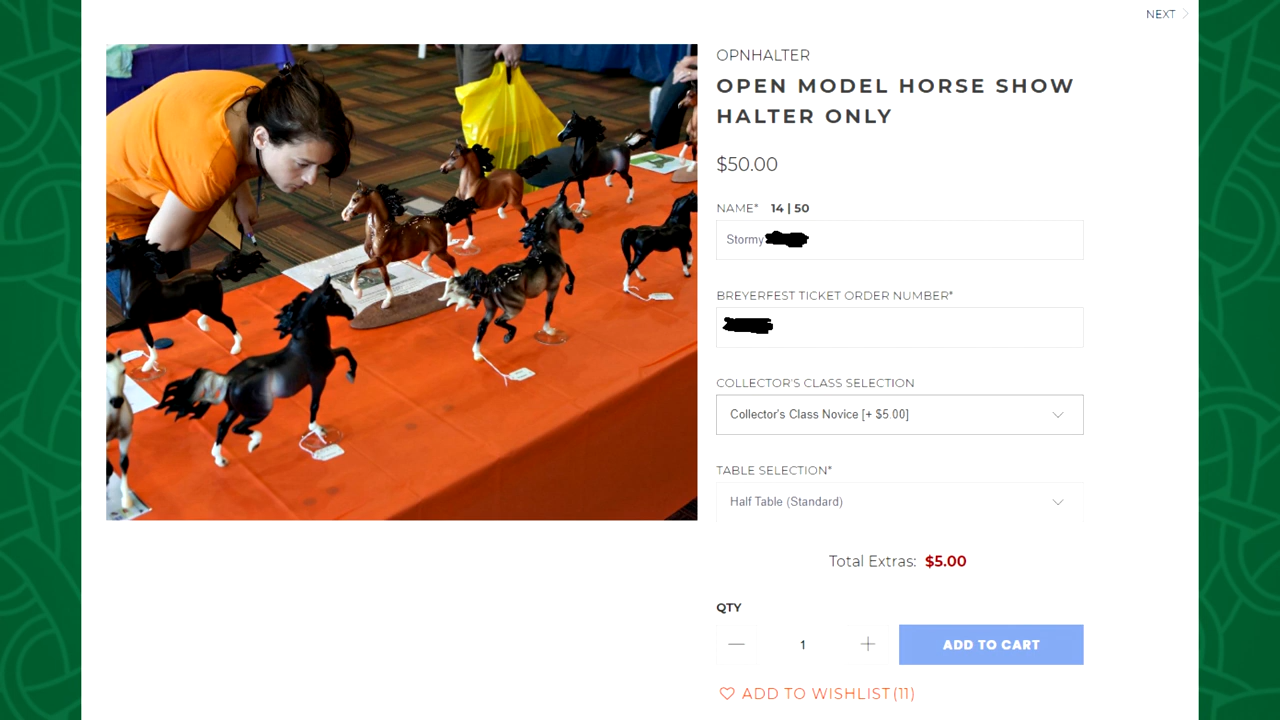 NEXT
OPNHALTER
OPEN MODEL HORSE SHOW
HALTER ONLY
$50.00
NAME* 14 | 50
Stormy
BREYERFEST TICKET ORDER NUMBER*
COLLECTOR'S CLASS SELECTION
Collector's Class Novice [+ $5.00]
TABLE SELECTION*
Half Table (Standard)
Total Extras: $5.00
QTY
1
ADD TO CART
ADD TO WISHLIST (11)